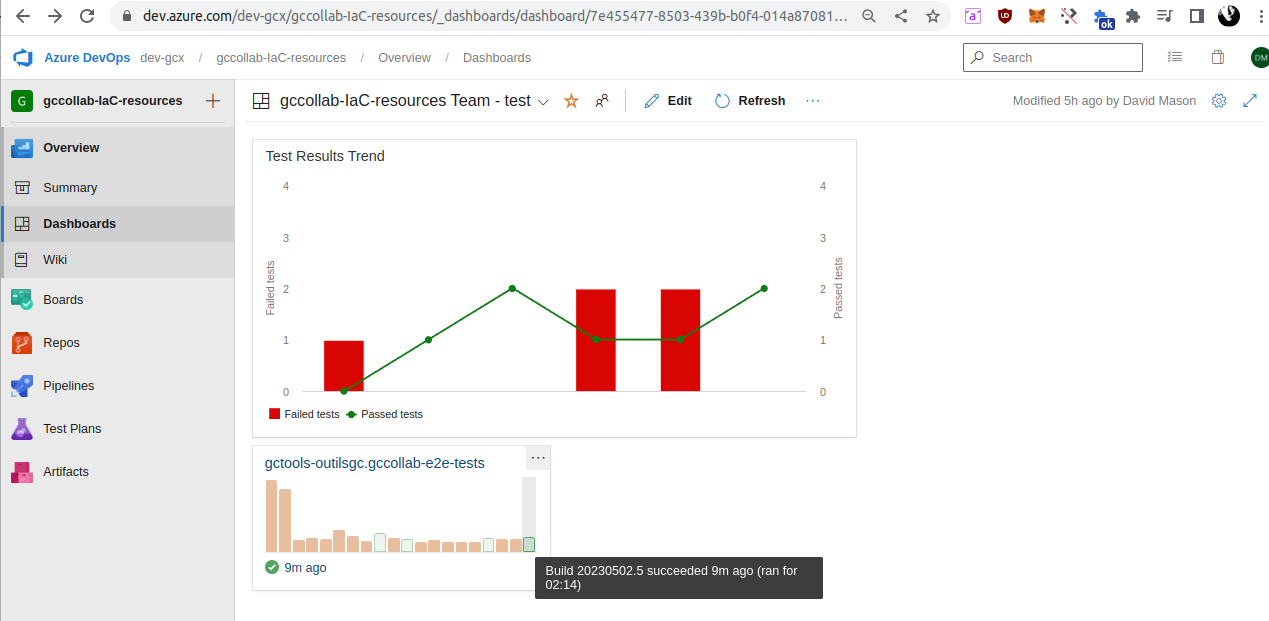 dev.azure.com/dev-gcx/gccollab-IaC-resources/_dashboards/dashboard/7e455477-8503-439b-b0f4-014a87081...
a
UD
ok
Azure DevOps dev-gcx / gccollab-IaC-resources / Overview / Dashboards
Search
DM
G gccollab-IaC-resources
gccollab-IaC-resources Team - test
Edit
Refresh
Modified 5h ago by David Mason
Overview
Summary
Dashboards
Wiki
Boards
Repos
Pipelines
Test Plans
Artifacts
Test Results Trend
4
3
2
1
0
Failed tests
4
3
2
1
0
Passed tests
Failed tests Passed tests
gctools-outilsgc.gccollab-e2e-tests
9m ago
Build 20230502.5 succeeded 9m ago (ran for
02:14)